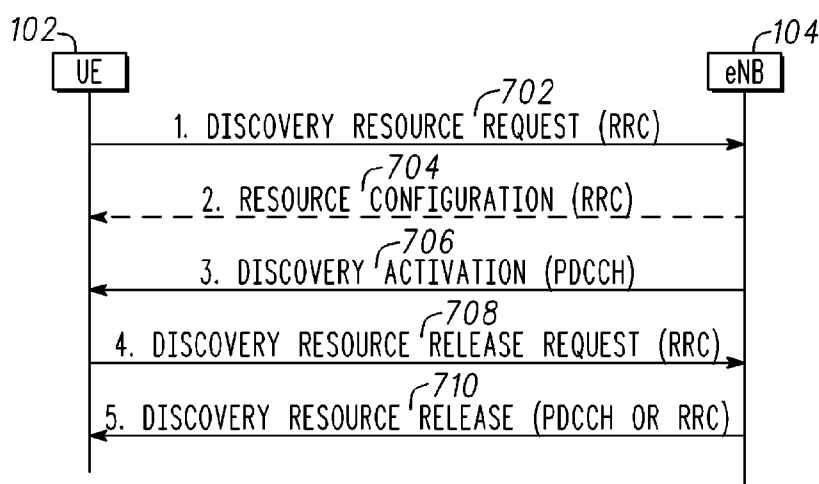 102
104
UE
eNB
702
1. DISCOVERY RESOURCE REQUEST (RRC)
704
2. RESOURCE CONFIGURATION (RRC)
706
3. DISCOVERY ACTIVATION (PDCCH)
708
4. DISCOVERY RESOURCE RELEASE REQUEST (RRC)
710
5. DISCOVERY RESOURCE RELEASE (PDCCH OR RRC)